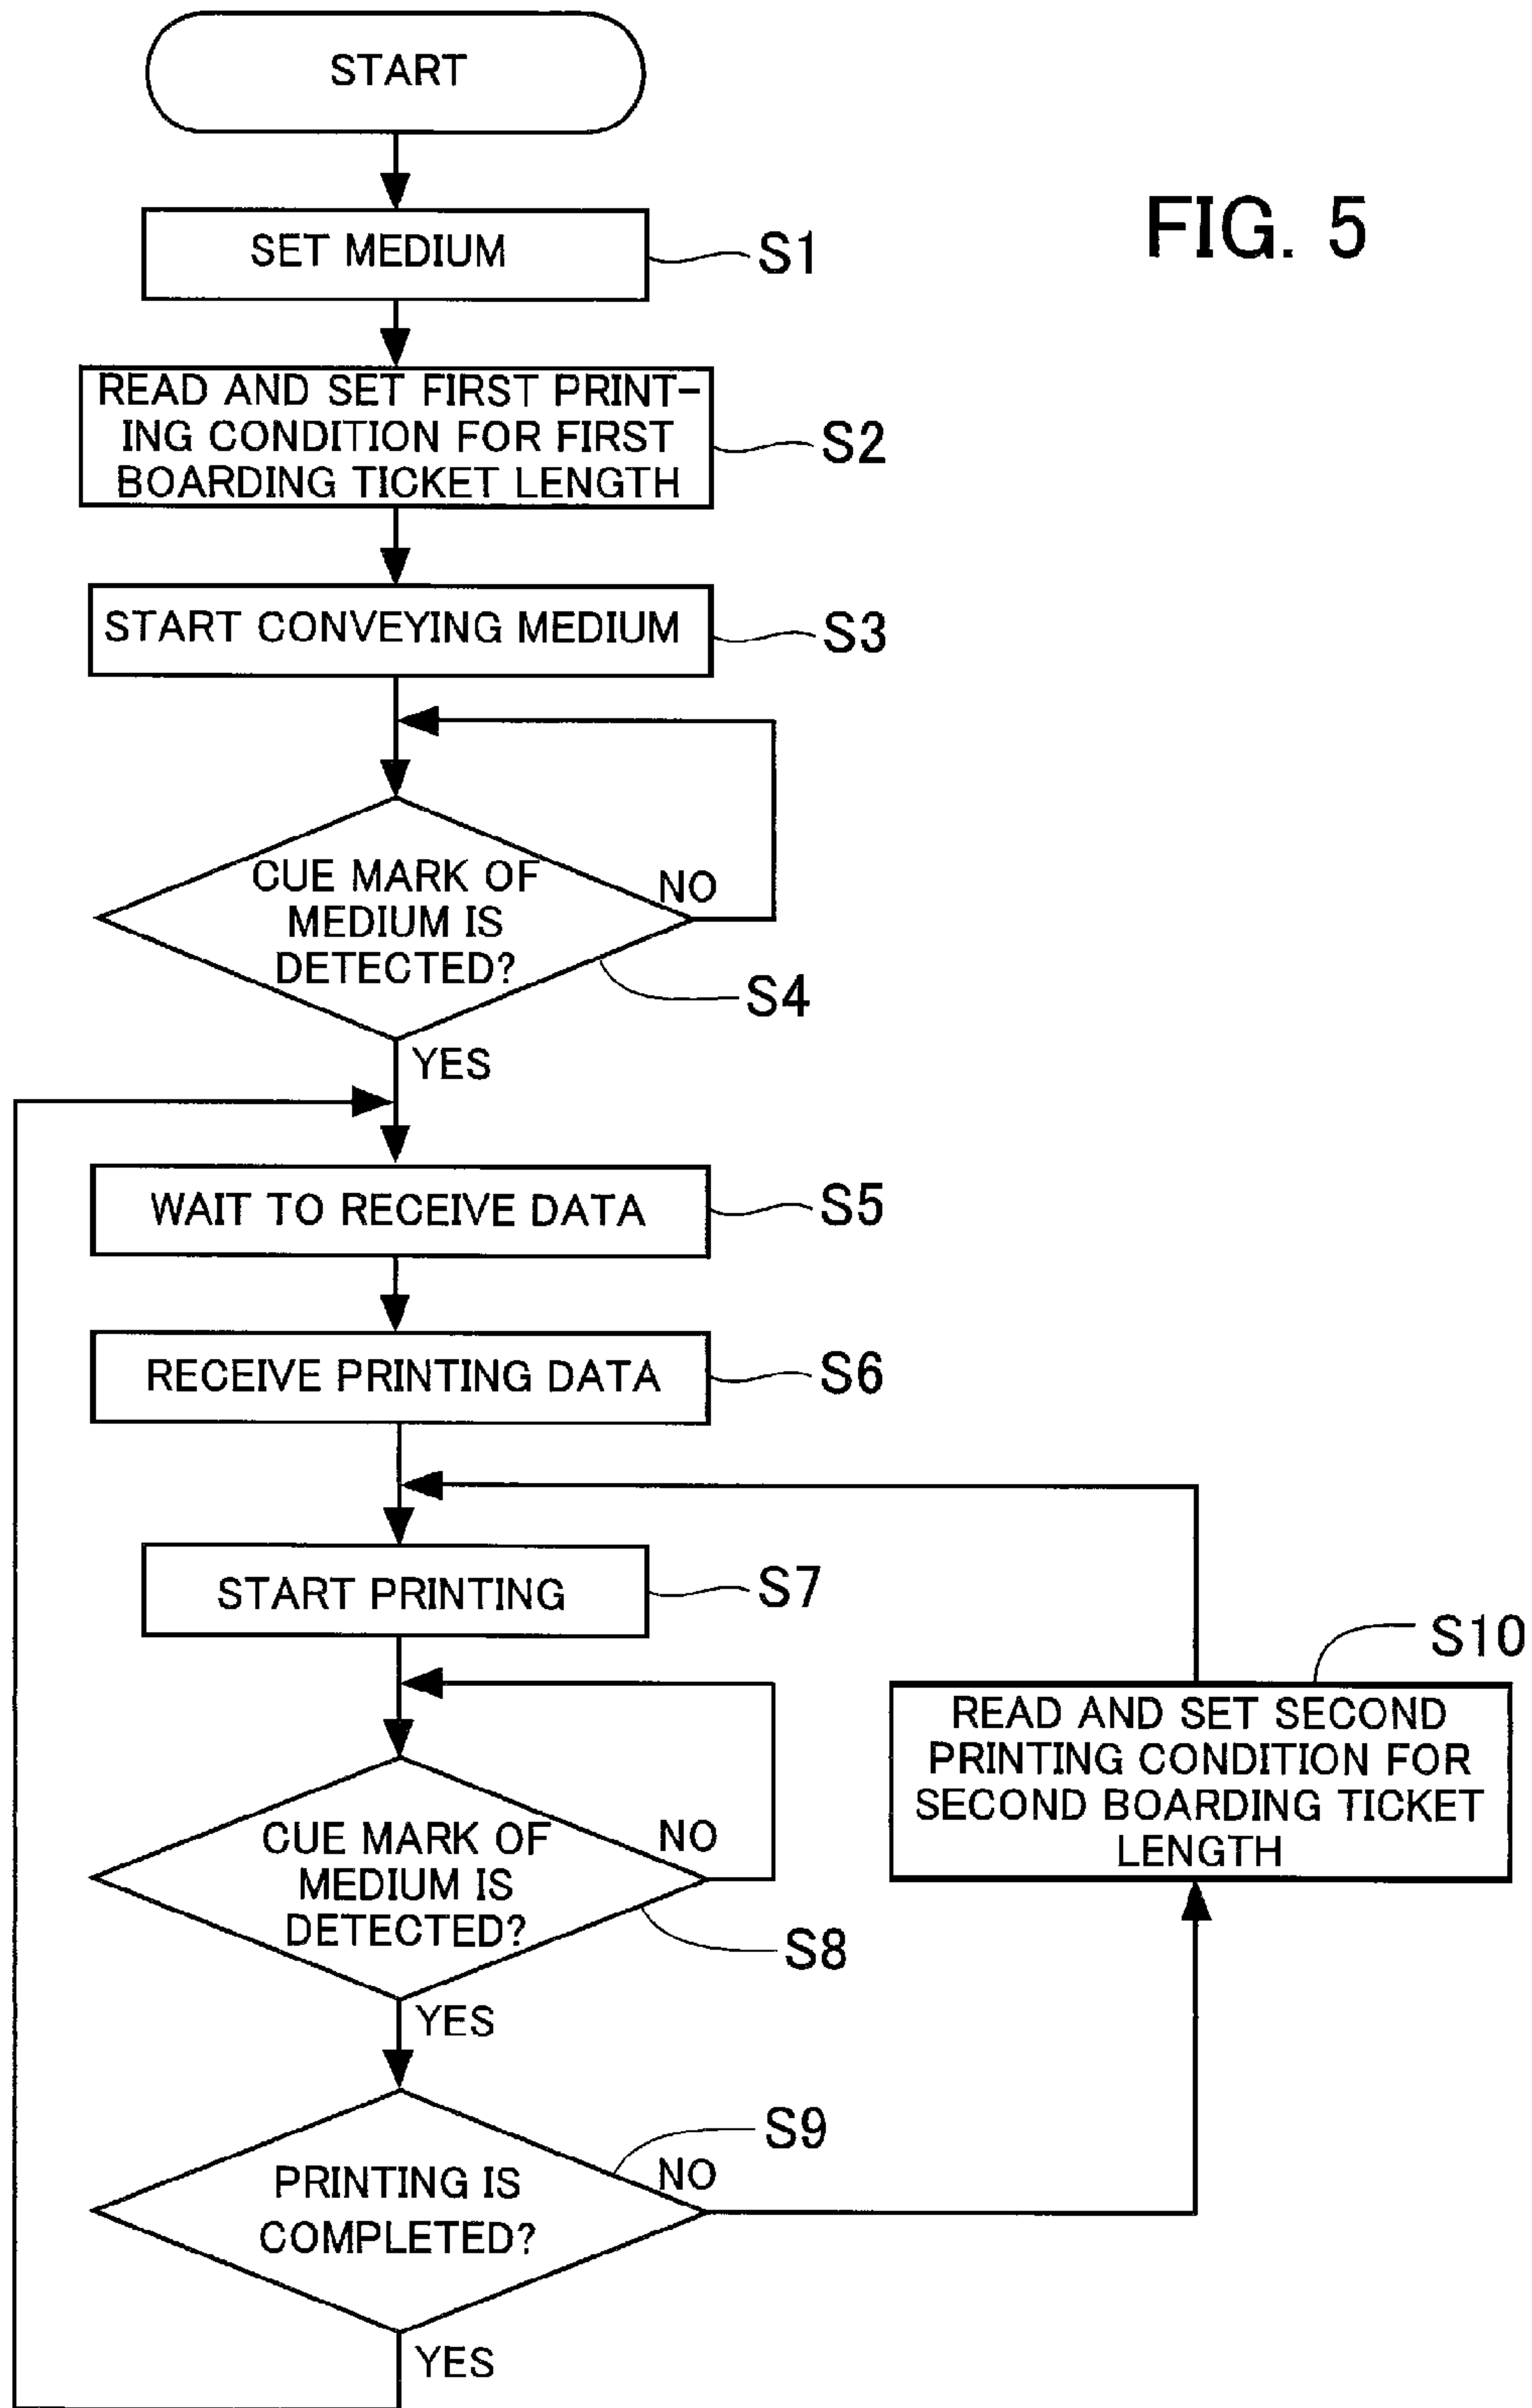 START
FIG. 5
SET MEDIUM
S1
READ AND SET FIRST PRINT-
ING CONDITION FOR FIRST
BOARDING TICKET LENGTH
S2
START CONVEYING MEDIUM
S3
CUE MARK OF
MEDIUM IS
DETECTED?
NO
S4
YES
WAIT TO RECEIVE DATA
S5
RECEIVE PRINTING DATA
S6
START PRINTING
S7
S10
READ AND SET SECOND
PRINTING CONDITION FOR
SECOND BOARDING TICKET
LENGTH
CUE MARK OF
MEDIUM IS
DETECTED?
NO
S8
YES
S9
PRINTING IS
COMPLETED?
NO
YES